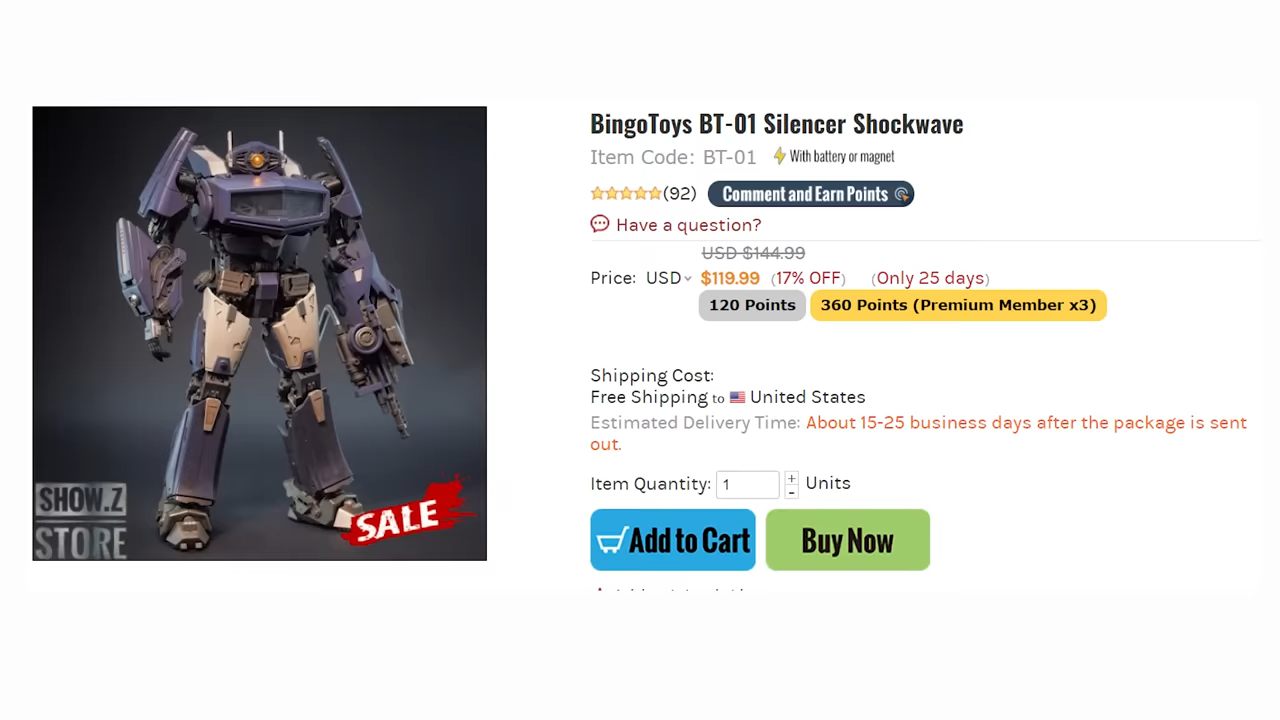 SHOW.Z
STORE
SALE
BingoToys BT-01 Silencer Shockwave
Item Code: BT-01 With battery or magnet
(92) Comment and Earn Points
Have a question?
USD $144.99
Price: USD $119.99 (17% OFF) (Only 25 days)
120 Points 360 Points (Premium Member x3)
Shipping Cost:
Free Shipping to United States
Estimated Delivery Time: About 15-25 business days after the package is sent
out.
Item Quantity: 1 + - Units
Add to Cart Buy Now